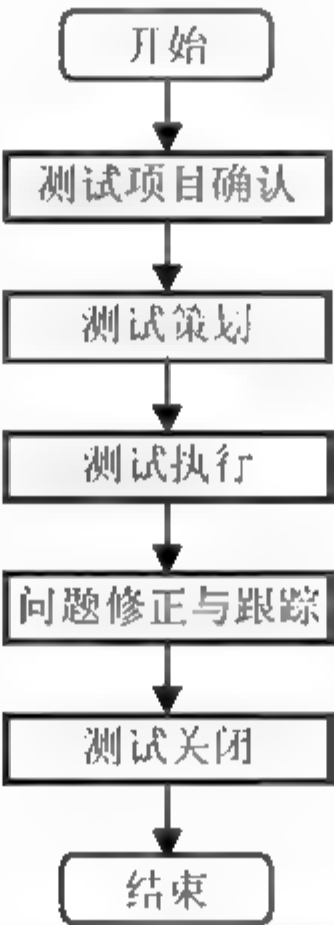 开始
测试项目确认
测试策划
测试执行
问题修正与跟踪
测试关闭
结束